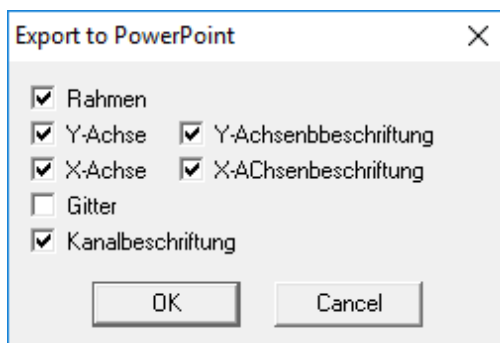 Export to PowerPoint
Rahmen
Y-Achse Y-Achsenbbeschriftung
X-Achse X-AChsenbeschriftung
Gitter
Kanalbeschriftung
OK Cancel